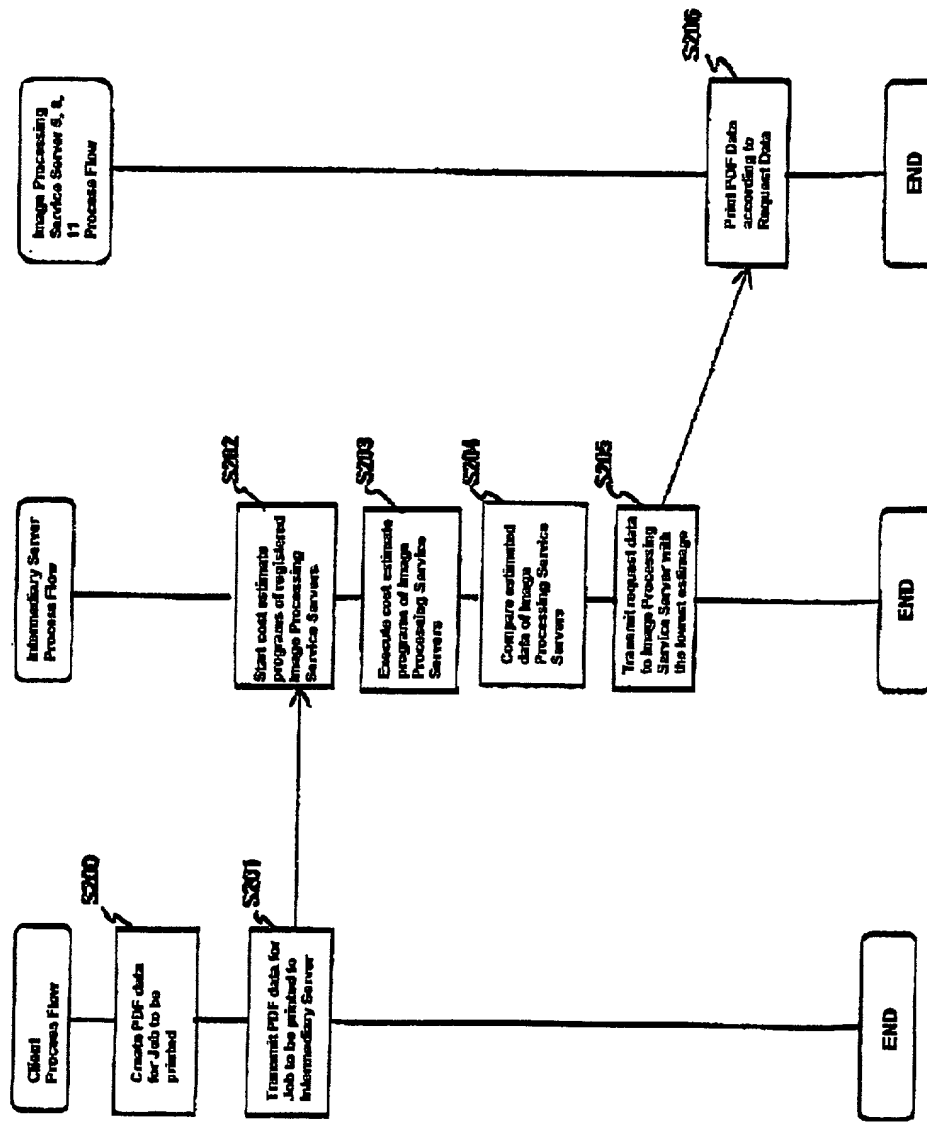 Client
Process Flow
S200
Create PDF data
for Job to be
printed
S201
Transmit PDF data for
Job to be printed to
Intermediary Server
END
Intermediary Server
Process Flow
S202
Start cost estimate
programs of registered
Image Processing
Service Servers
S203
Execute cost estimate
programs of Image
Processing Service
Servers
S204
Compare estimated
data of Image
Processing Service
Servers
S205
Transmit request data
to Image Processing
Service Server with
the lowest estimate
END
Image Processing
Service Server 5, 8,
11
Process Flow
S206
Print PDF Data
according to
Request Data
END